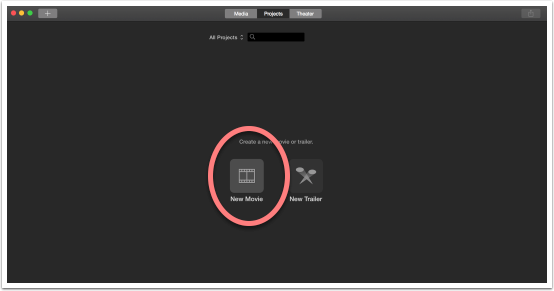 Media Projects Theater
All Projects
Create a new movie or trailer.
New Movie New Trailer